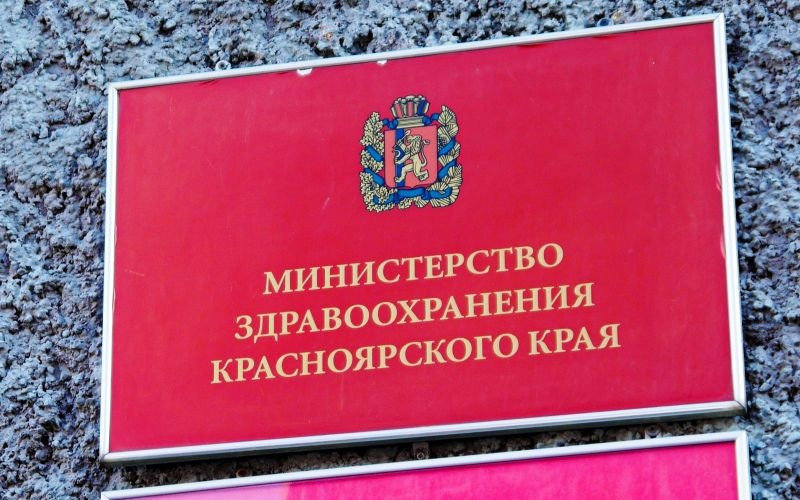 МИНИСТЕРСТВО
ЗДРАВООХРАНЕНИЯ
КРАСНОЯРСКОГО КРАЯ